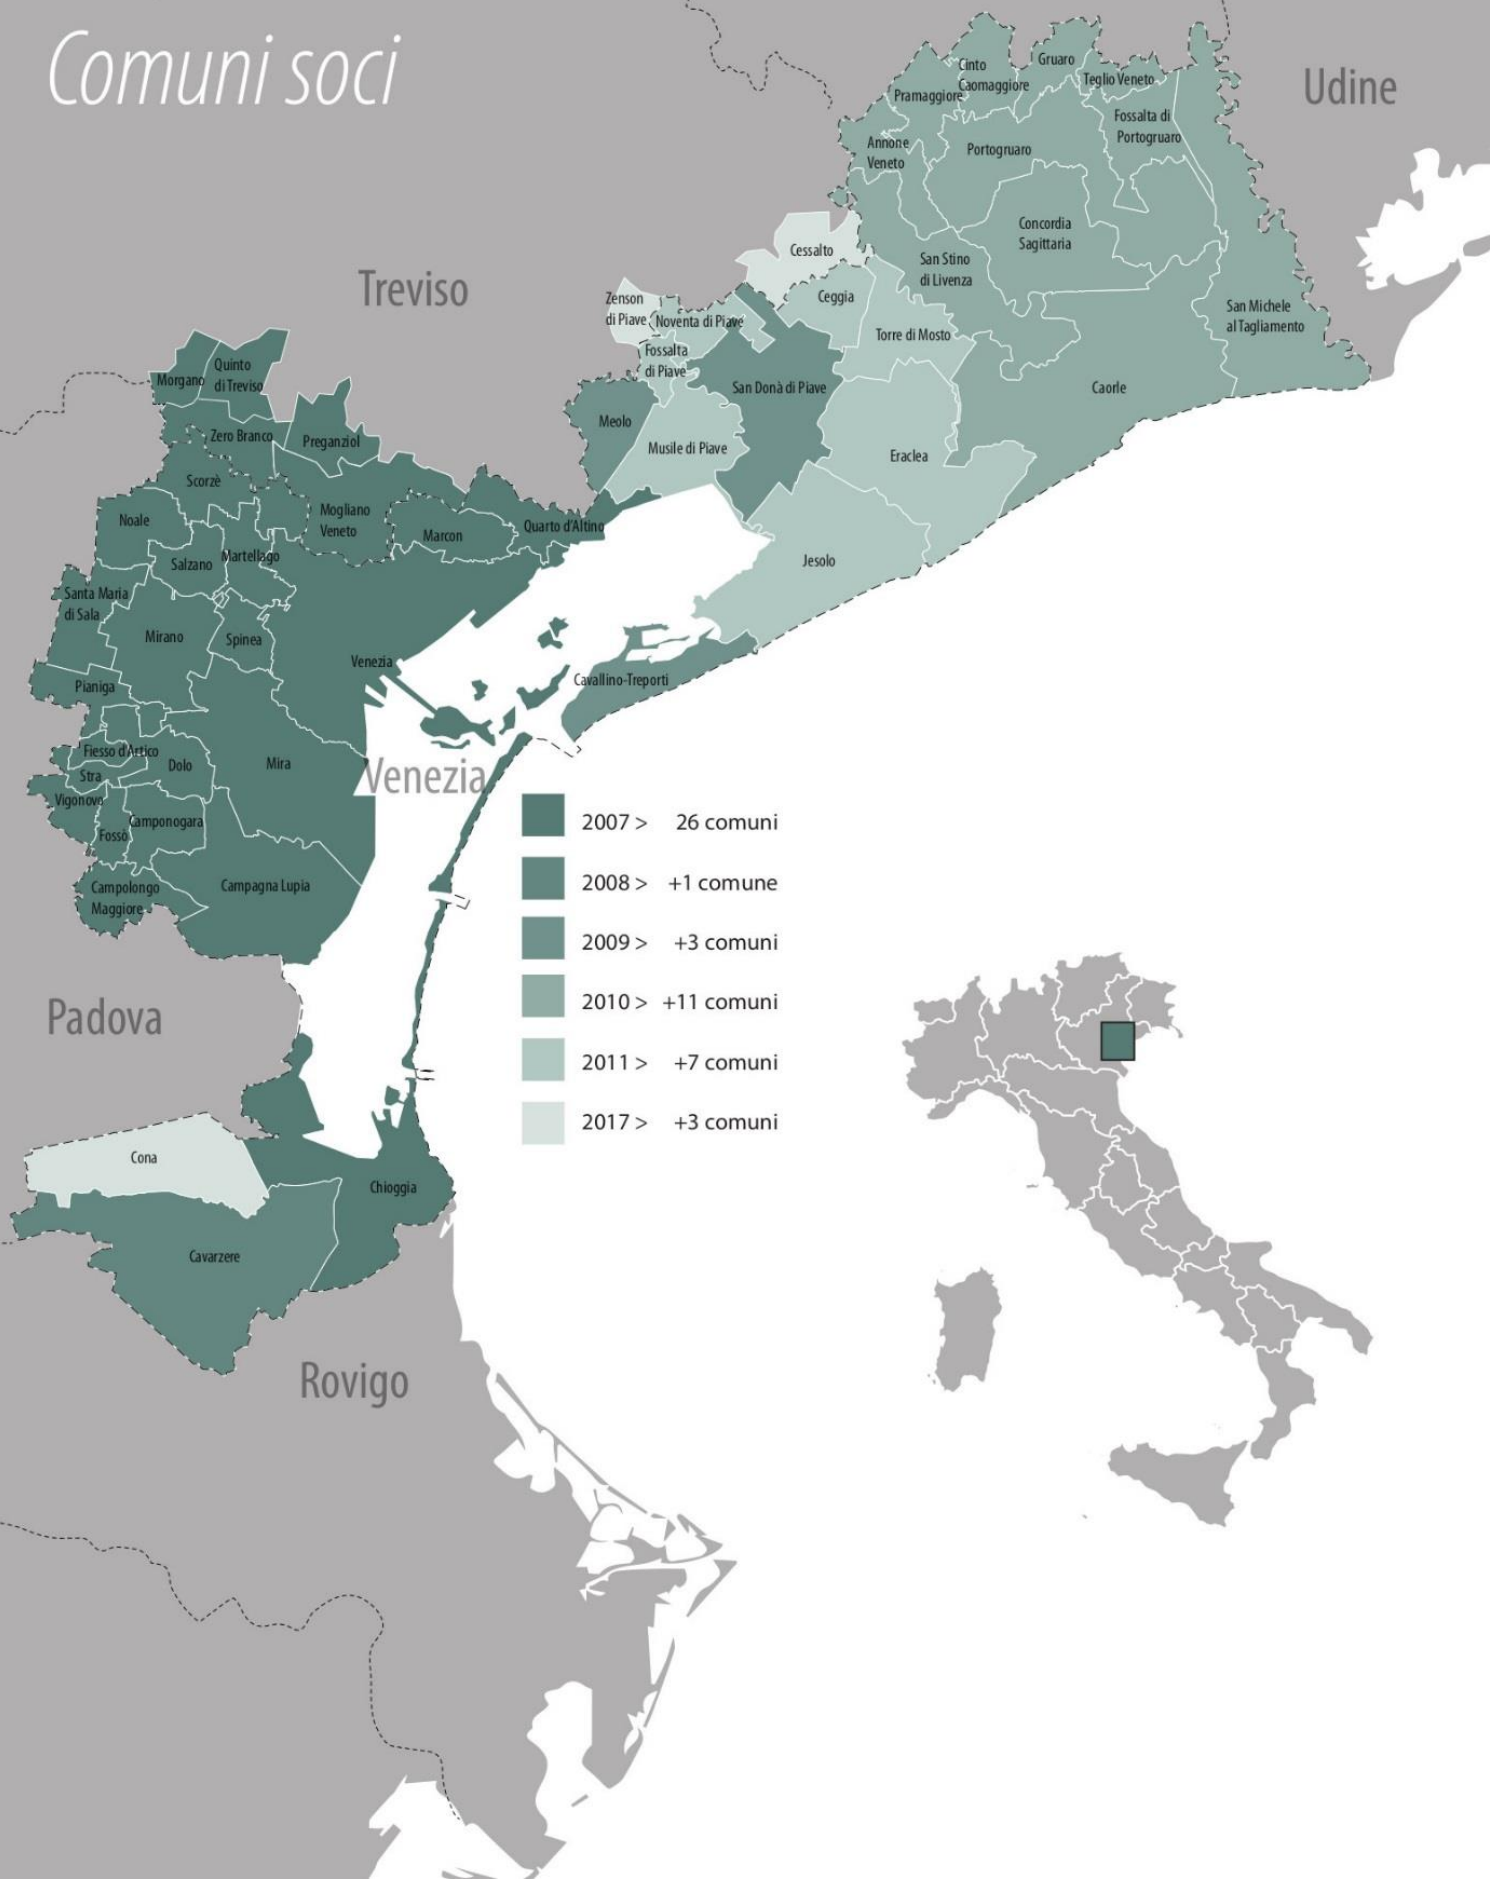 Comuni soci
Udine
Cinto
Caomaggiore
Gruaro
Teglio Veneto
Pramaggiore
Fossalta di
Portogruaro
Annone
Veneto
Portogruaro
Concordia
Sagittaria
San Stino
di Livenza
San Michele
al Tagliamento
Cessalto
Treviso
Zenson
di Piave
Noventa di Piave
Ceggia
Torre di Mosto
Fossalta
di Piave
San Donà di Piave
Caorle
Quinto
di Treviso
Morgano
Meolo
Musile di Piave
Eraclea
Zero Branco
Preganziol
Scorzè
Noale
Mogliano
Veneto
Marcon
Quarto d'Altino
Salzano
Martellago
Jesolo
Santa Maria
di Sala
Mirano
Spinea
Venezia
Pianiga
Cavallino-Treporti
Fiesso d'Artico
Dolo
Mira
Stra
Venezia
Vigonovo
Fossò
Camponogara
Campolongo
Maggiore
Campagna Lupia
2007 > 26 comuni
2008 > +1 comune
2009 > +3 comuni
2010 > +11 comuni
2011 > +7 comuni
2017 > +3 comuni
Padova
Cona
Chioggia
Cavarzere
Rovigo